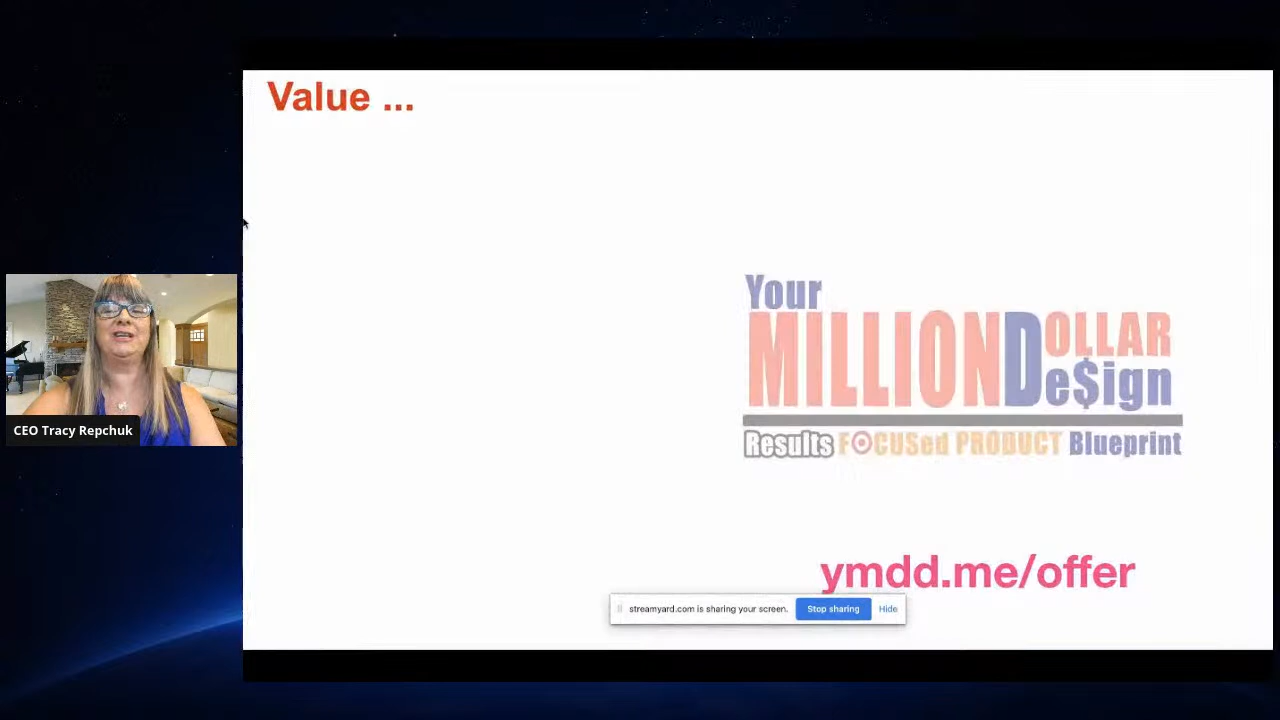 Value ...
Your
MILLION DOLLAR
De$ign
Results FOCUSed PRODUCT Blueprint
ymdd.me/offer
streamyard.com is sharing your screen. Stop sharing Hide
CEO Tracy Repchuk